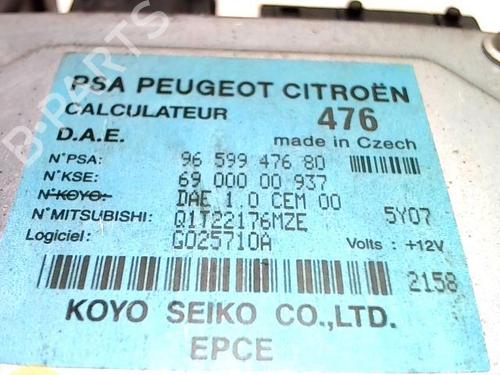 PSA PEUGEOT CITROËN
CALCULATEUR 476
D.A.E. made in Czech
N°PSA: 96 599 476 80
N°KSE: 69 000 00 937
N°KOYO: DAE 1.0 CEM 00
N°MITSUBISHI: Q1T22176MZE 5Y07
Logiciel: G025710A Volts : +12V
2158
KOYO SEIKO CO.,LTD.
EPCE
B-PARTS